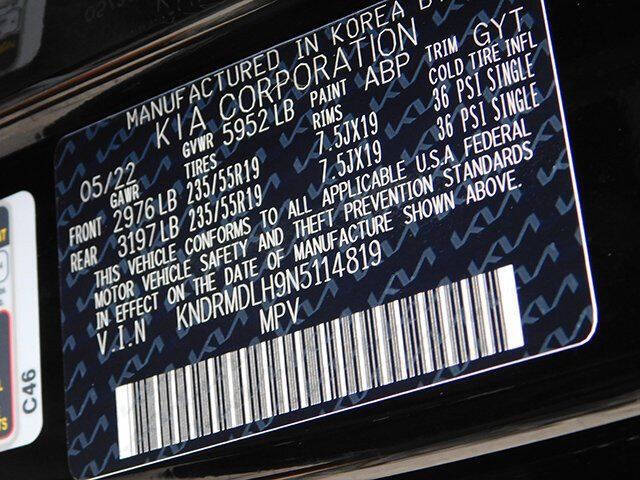 MANUFACTURED IN KOREA B
KIA CORPORATION
05/22 GVWR 5952 LB PAINT ABP TRIM GYT
GAWR TIRES RIMS COLD TIRE INFL
FRONT 2976 LB 235/55R19 7.5JX19 36 PSI SINGLE
REAR 3197 LB 235/55R19 7.5JX19 36 PSI SINGLE
THIS VEHICLE CONFORMS TO ALL APPLICABLE U.S.A FEDERAL
MOTOR VEHICLE SAFETY AND THEFT PREVENTION STANDARDS
IN EFFECT ON THE DATE OF MANUFACTURE SHOWN ABOVE.
V.I.N KNDRMDLH9N5114819
MPV
C46